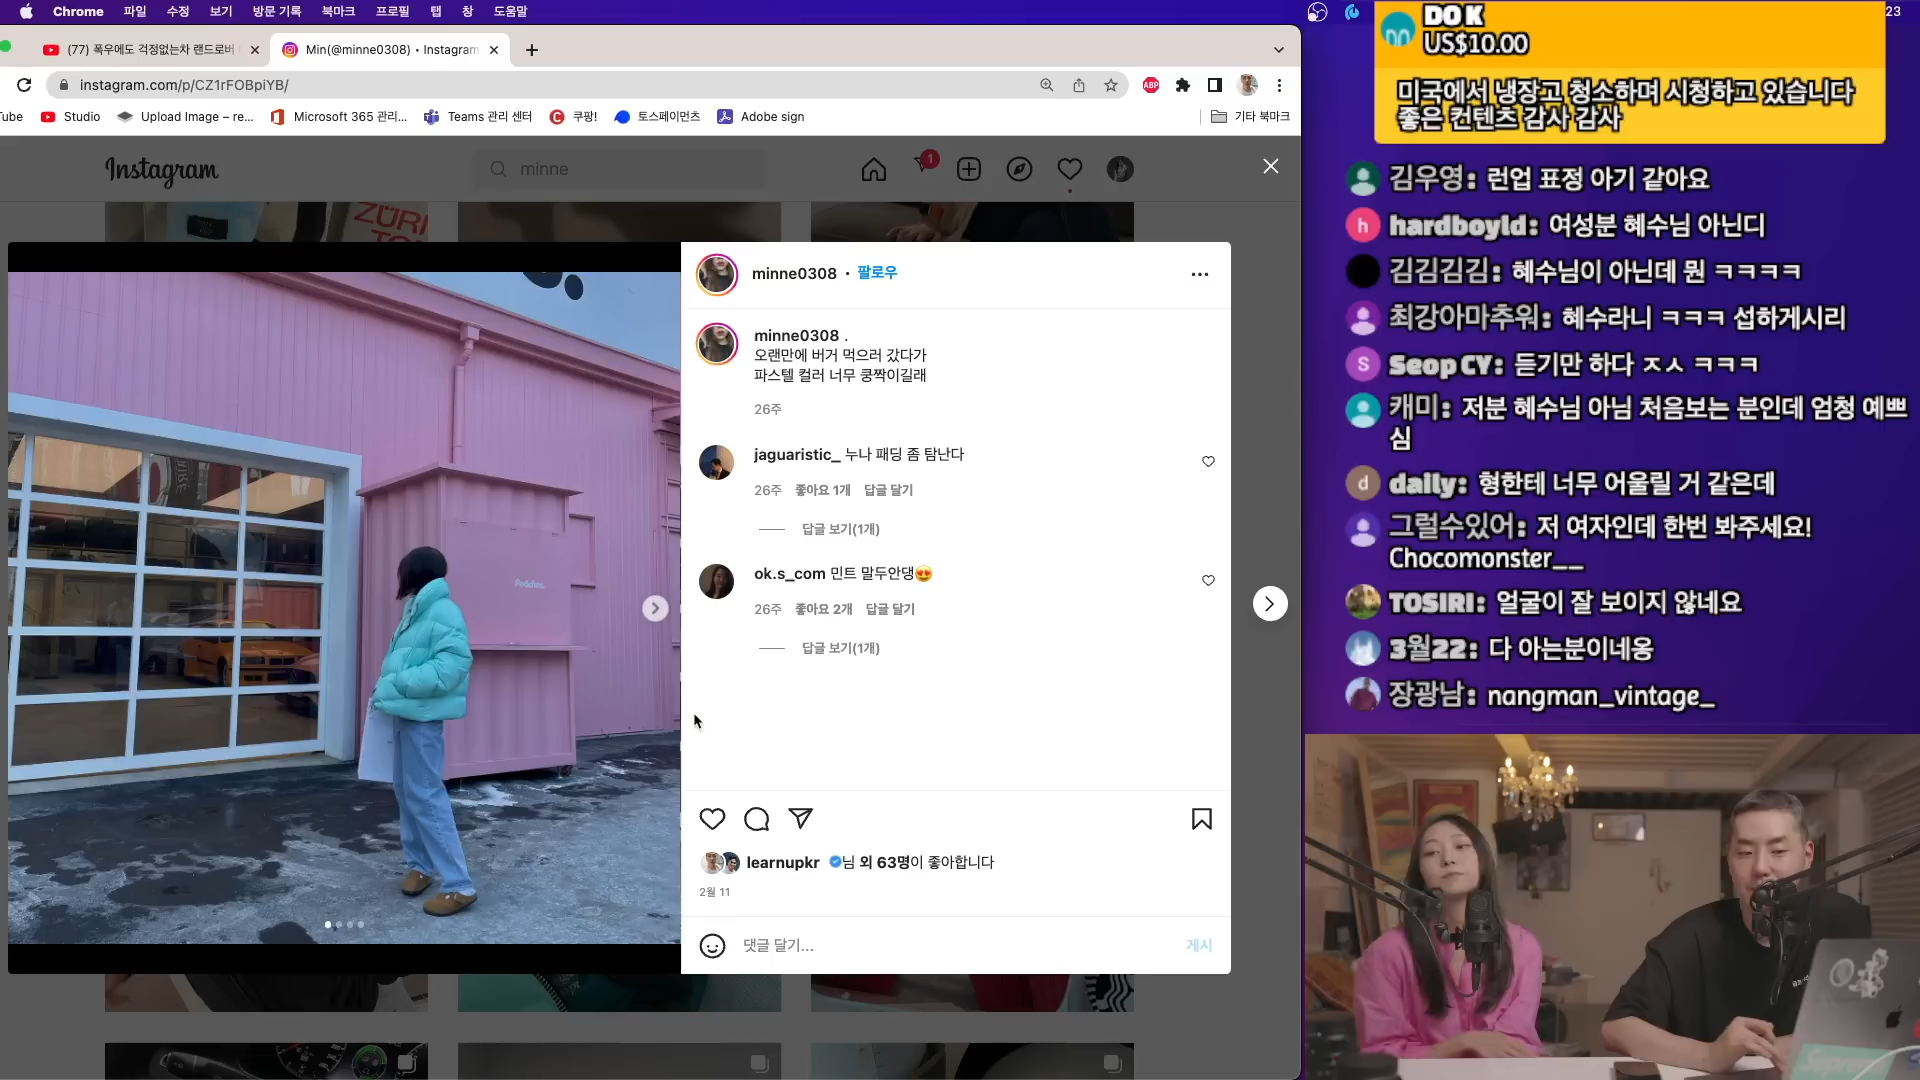 Chrome 파일 수정 보기 방문 기록 북마크 프로필 탭 창 도움말
23
(77) 폭우에도 걱정없는차 랜드로버
Min(@minne0308) • Instagram
instagram.com/p/CZ1rFOBpiYB/
ABP
Tube Studio Upload Image – re... Microsoft 365 관리... Teams 관리 센터 쿠팡! 토스페이먼츠 Adobe sign 기타 북마크
Instagram
minne
1
ZÜRI
minne0308 • 팔로우
minne0308 .
오랜만에 버거 먹으러 갔다가
파스텔 컬러 너무 쿵짝이길래
26주
jaguaristic_ 누나 패딩 좀 탐난다
26주 좋아요 1개 답글 달기
답글 보기(1개)
ok.s_com 민트 말두안댕😍
26주 좋아요 2개 답글 달기
답글 보기(1개)
learnupkr 님 외 63명이 좋아합니다
2월 11
댓글 달기...
게시
DO K
US$10.00
미국에서 냉장고 청소하며 시청하고 있습니다
좋은 컨텐츠 감사 감사
김우영: 런업 표정 아기 같아요
h
hardboyld: 여성분 혜수님 아닌디
김김김김: 혜수님이 아닌데 뭔 ㅋㅋㅋㅋ
최강아마추워: 혜수라니 ㅋㅋㅋ 섭하게시리
S
Seop CY: 듣기만 하다 ㅈㅅ ㅋㅋㅋ
캐미: 저분 혜수님 아님 처음보는 분인데 엄청 예쁘
심
d
daily: 형한테 너무 어울릴 거 같은데
그럴수있어: 저 여자인데 한번 봐주세요!
Chocomonster__
TOSIRI: 얼굴이 잘 보이지 않네요
3월22: 다 아는분이네옹
장광남: nangman_vintage_
Supreme